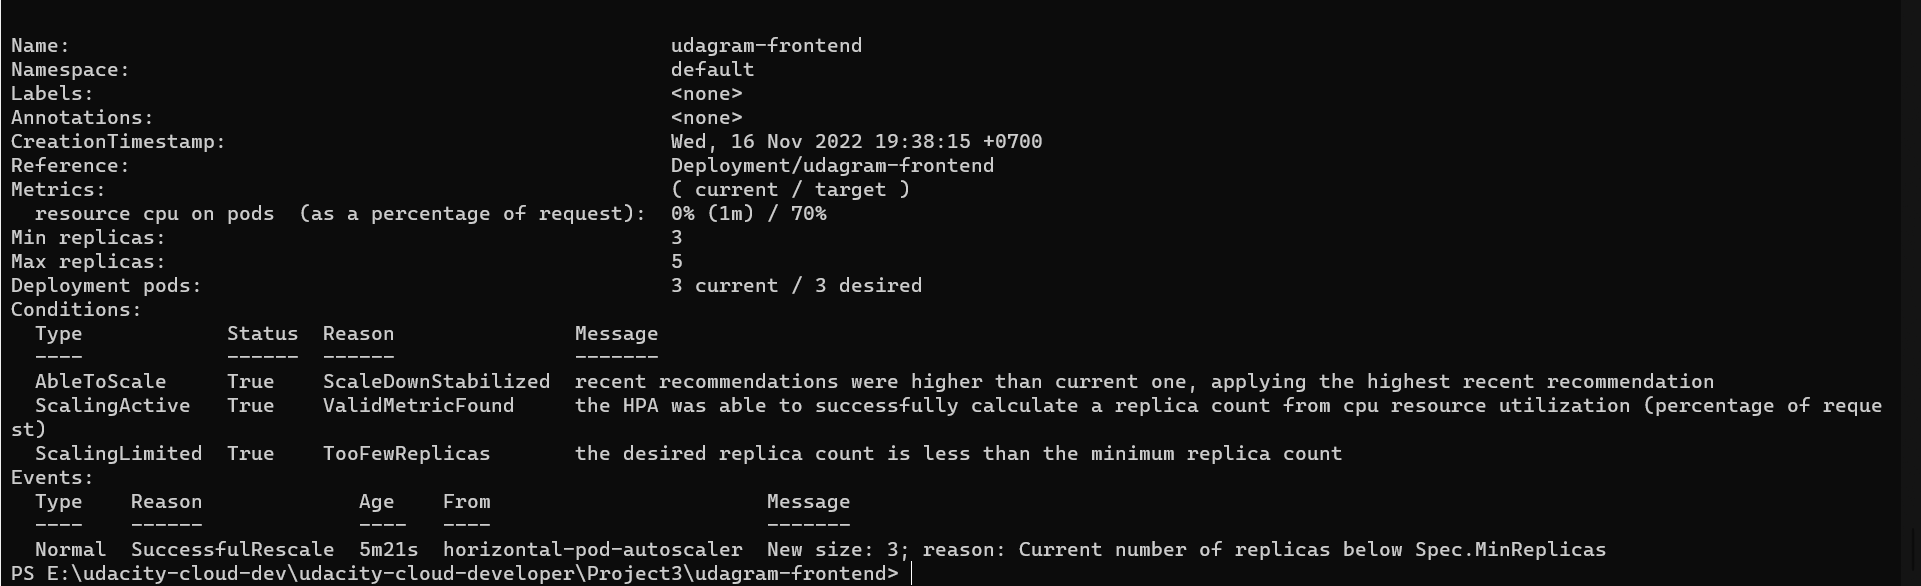 Name:                                                  udagram-frontend
Namespace:                                             default
Labels:                                                <none>
Annotations:                                           <none>
CreationTimestamp:                                     Wed, 16 Nov 2022 19:38:15 +0700
Reference:                                             Deployment/udagram-frontend
Metrics:                                               ( current / target )
  resource cpu on pods  (as a percentage of request):  0% (1m) / 70%
Min replicas:                                          3
Max replicas:                                          5
Deployment pods:                                       3 current / 3 desired
Conditions:
  Type            Status  Reason               Message
  ----            ------  ------               -------
  AbleToScale     True    ScaleDownStabilized  recent recommendations were higher than current one, applying the highest recent recommendation
  ScalingActive   True    ValidMetricFound     the HPA was able to successfully calculate a replica count from cpu resource utilization (percentage of reque
st)
  ScalingLimited  True    TooFewReplicas       the desired replica count is less than the minimum replica count
Events:
  Type    Reason             Age    From                       Message
  ----    ------             ----   ----                       -------
  Normal  SuccessfulRescale  5m21s  horizontal-pod-autoscaler  New size: 3; reason: Current number of replicas below Spec.MinReplicas
PS E:\udacity-cloud-dev\udacity-cloud-developer\Project3\udagram-frontend>